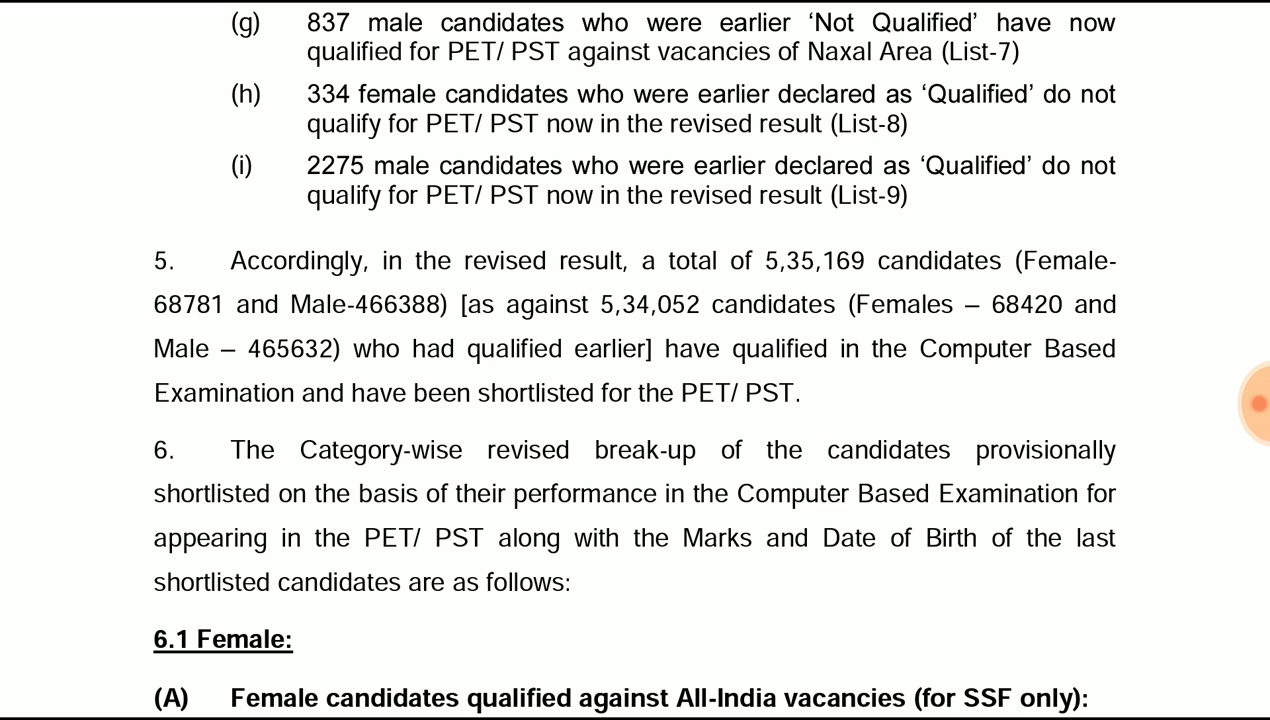 (g) 837 male candidates who were earlier ‘Not Qualified’ have now
qualified for PET/ PST against vacancies of Naxal Area (List-7)
(h) 334 female candidates who were earlier declared as ‘Qualified’ do not
qualify for PET/ PST now in the revised result (List-8)
(i) 2275 male candidates who were earlier declared as ‘Qualified’ do not
qualify for PET/ PST now in the revised result (List-9)
5. Accordingly, in the revised result, a total of 5,35,169 candidates (Female-
68781 and Male-466388) [as against 5,34,052 candidates (Females – 68420 and
Male – 465632) who had qualified earlier] have qualified in the Computer Based
Examination and have been shortlisted for the PET/ PST.
6. The Category-wise revised break-up of the candidates provisionally
shortlisted on the basis of their performance in the Computer Based Examination for
appearing in the PET/ PST along with the Marks and Date of Birth of the last
shortlisted candidates are as follows:
6.1 Female:
(A) Female candidates qualified against All-India vacancies (for SSF only):